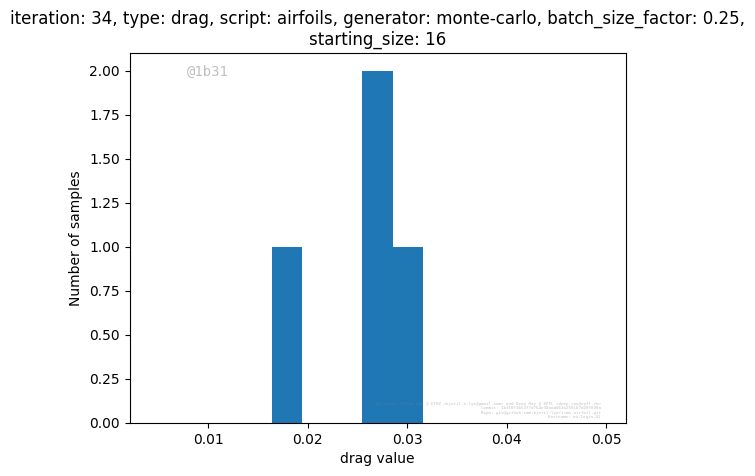 iteration: 34, type: drag, script: airfoils, generator: monte-carlo, batch_size_factor: 0.25,
starting_size: 16
@1b31
2.00
1.75
1.50
1.25
1.00
0.75
0.50
0.25
0.00
Number of samples
0.01 0.02 0.03 0.04 0.05
drag value